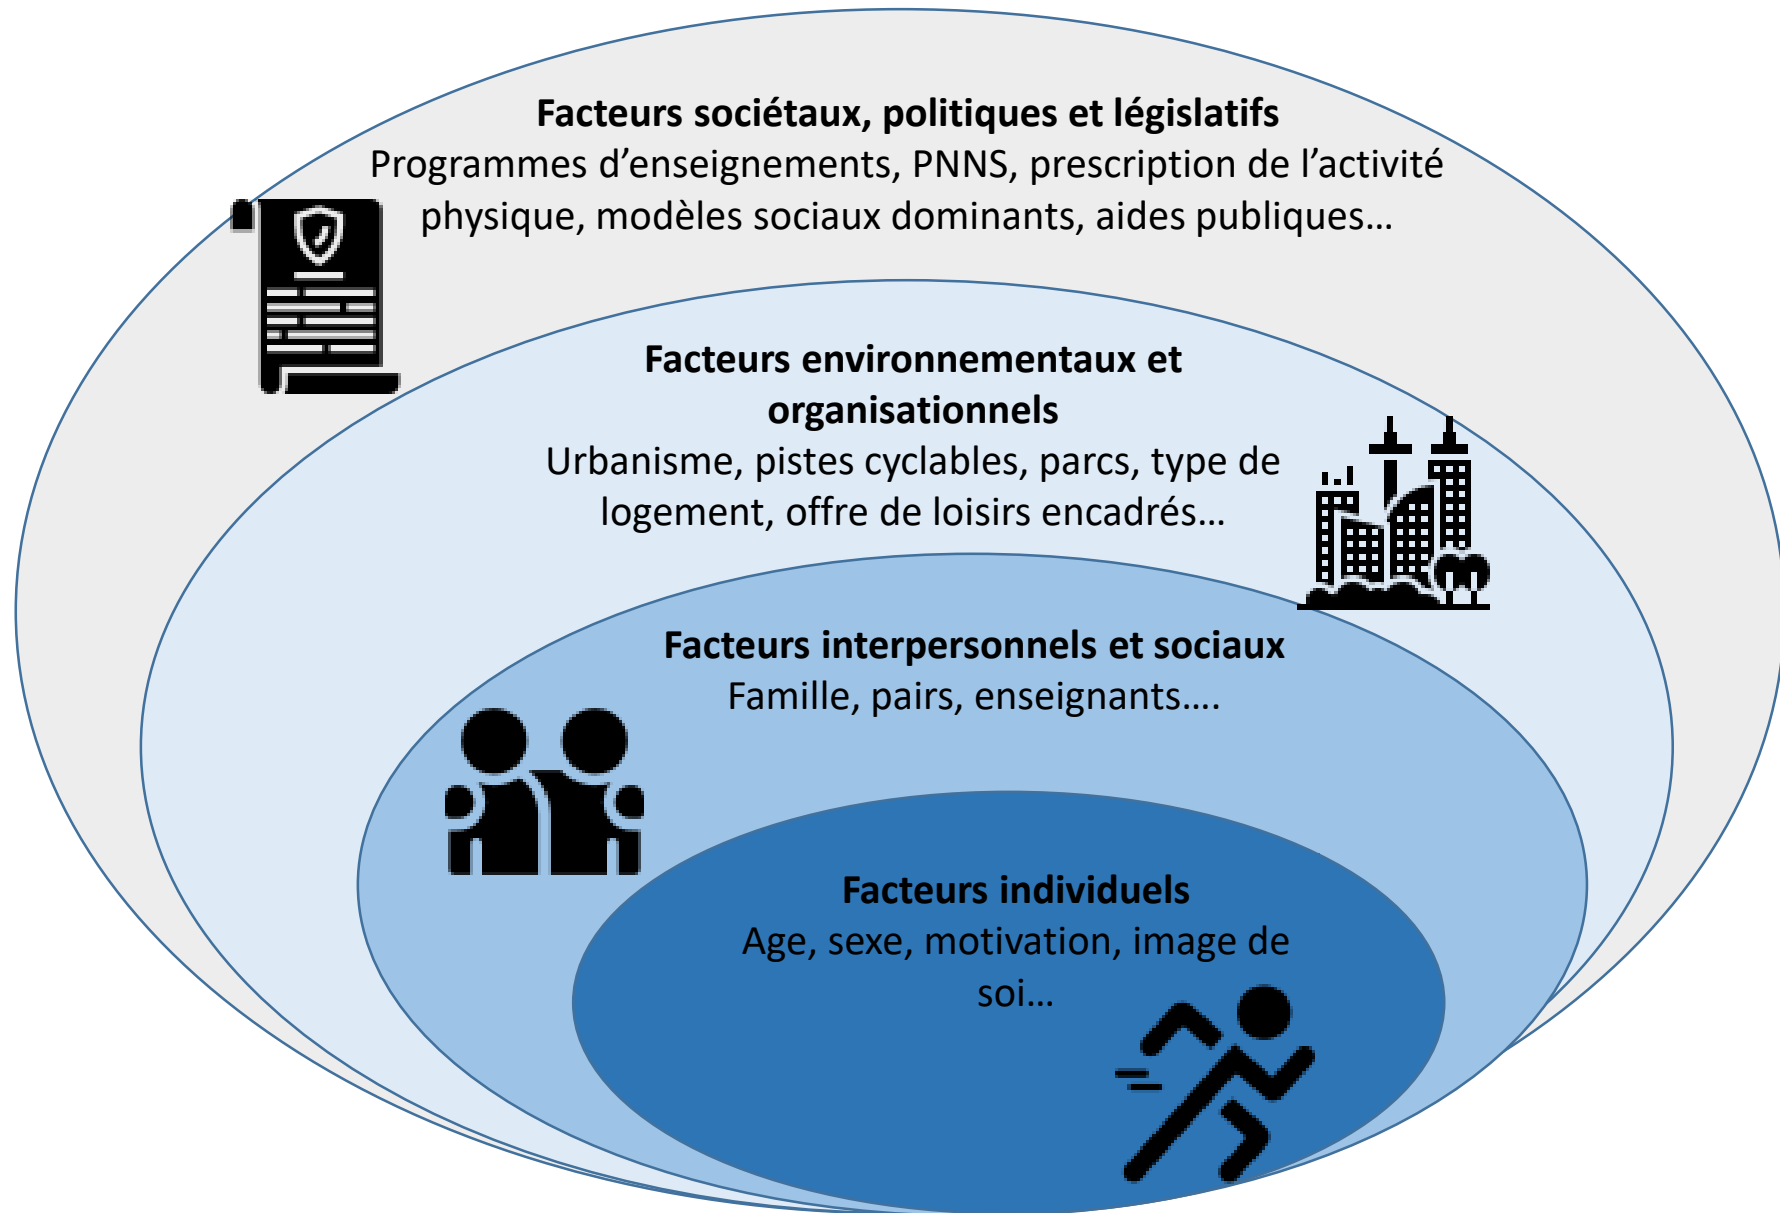 Facteurs sociétaux, politiques et législatifs
Programmes d’enseignements, PNNS, prescription de l’activité
physique, modèles sociaux dominants, aides publiques…
Facteurs environnementaux et
organisationnels
Urbanisme, pistes cyclables, parcs, type de
logement, offre de loisirs encadrés…
Facteurs interpersonnels et sociaux
Famille, pairs, enseignants….
Facteurs individuels
Age, sexe, motivation, image de
soi…